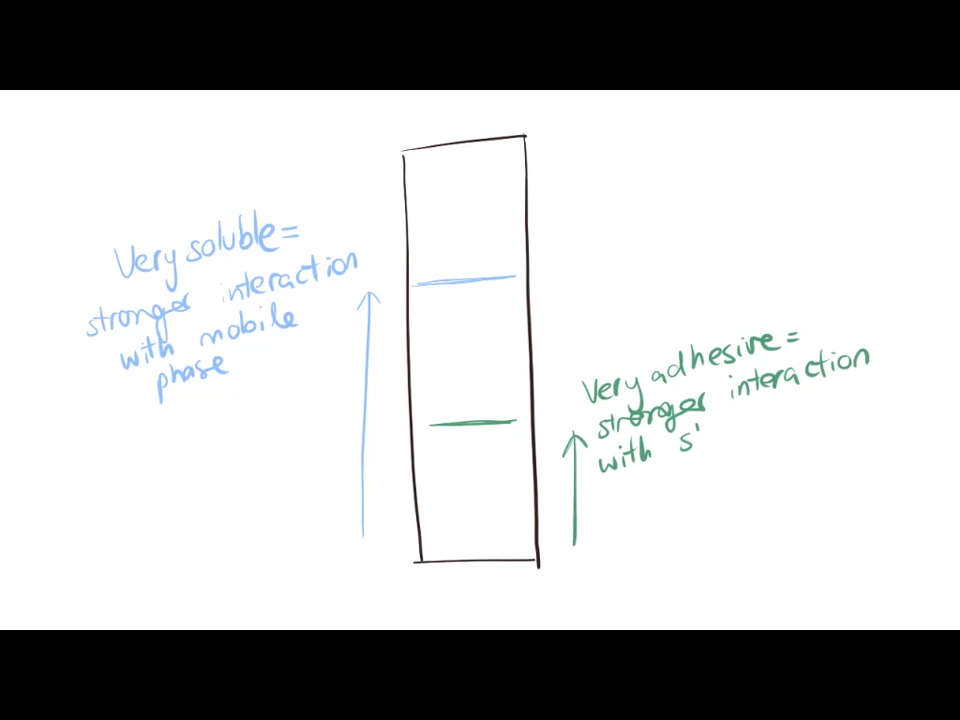 Very soluble =
stronger interaction
with mobile
phase
Very adhesive =
stronger interaction
with s'